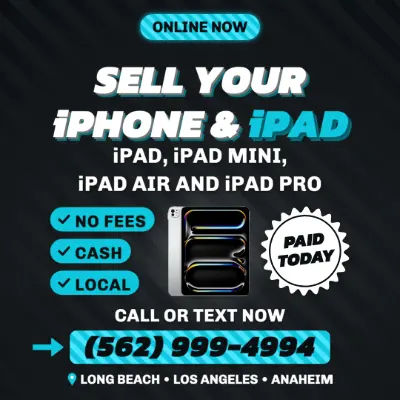 ONLINE NOW
SELL YOUR
iPHONE & iPAD
iPAD, iPAD MINI,
iPAD AIR AND iPAD PRO
NO FEES
CASH
LOCAL
PAID
TODAY
CALL OR TEXT NOW
(562) 999-4994
LONG BEACH • LOS ANGELES • ANAHEIM